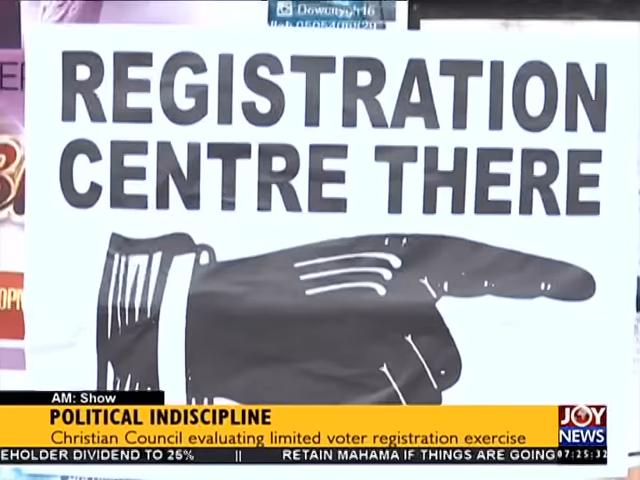 REGISTRATION
CENTRE THERE
AM: Show
POLITICAL INDISCIPLINE
Christian Council evaluating limited voter registration exercise
JOY
NEWS
EHOLDER DIVIDEND TO 25% || RETAIN MAHAMA IF THINGS ARE GOING
07:25:32